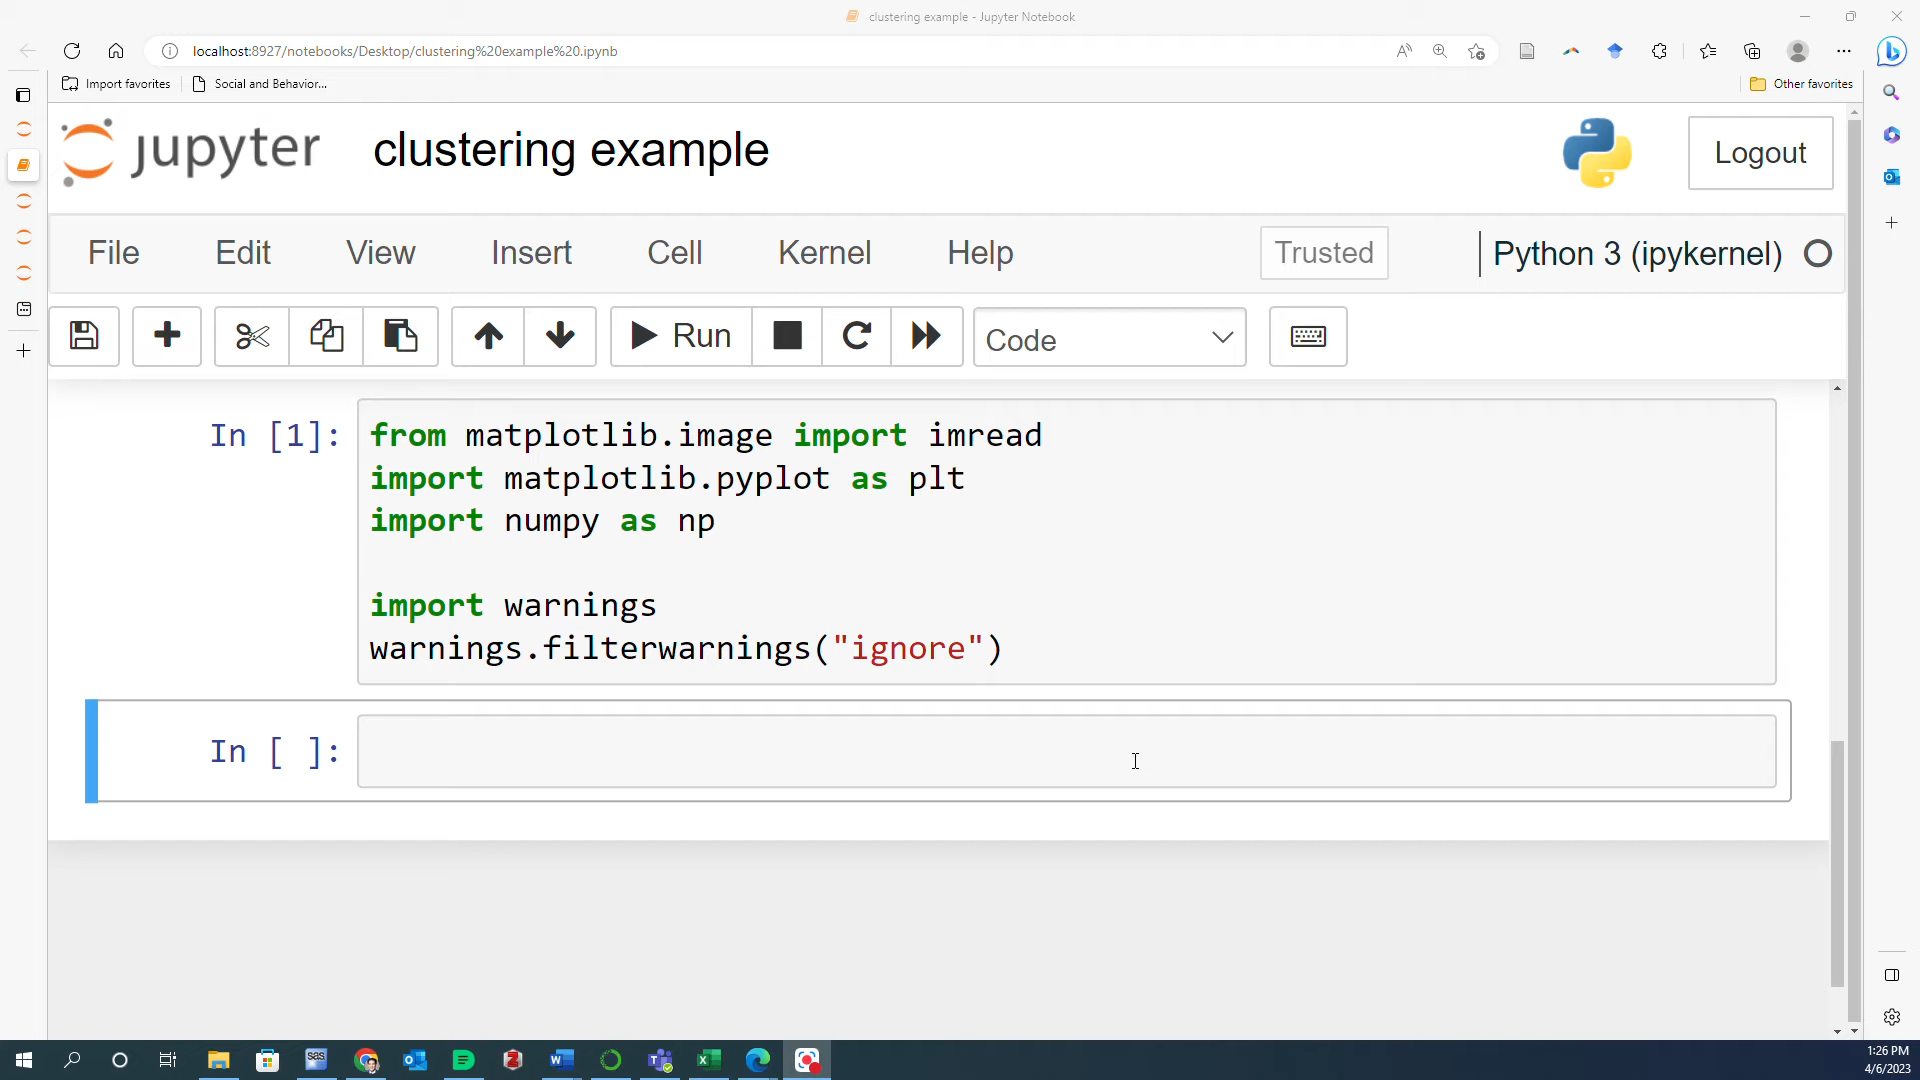 clustering example - Jupyter Notebook
localhost:8927/notebooks/Desktop/clustering%20example%20.ipynb
Import favorites
Social and Behavior...
Other favorites
jupyter
clustering example
Logout
File Edit View Insert Cell Kernel Help
Trusted
Python 3 (ipykernel)
Run
Code
In [1]:
from matplotlib.image import imread
import matplotlib.pyplot as plt
import numpy as np
import warnings
warnings.filterwarnings("ignore")
In [ ]:
1:26 PM
4/6/2023